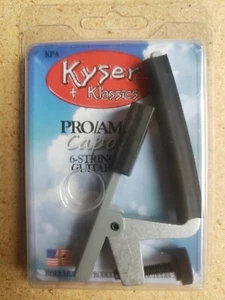 KPA
Kyser
+ Klassics
PRO/AM
Capo
6-STRING
GUITAR